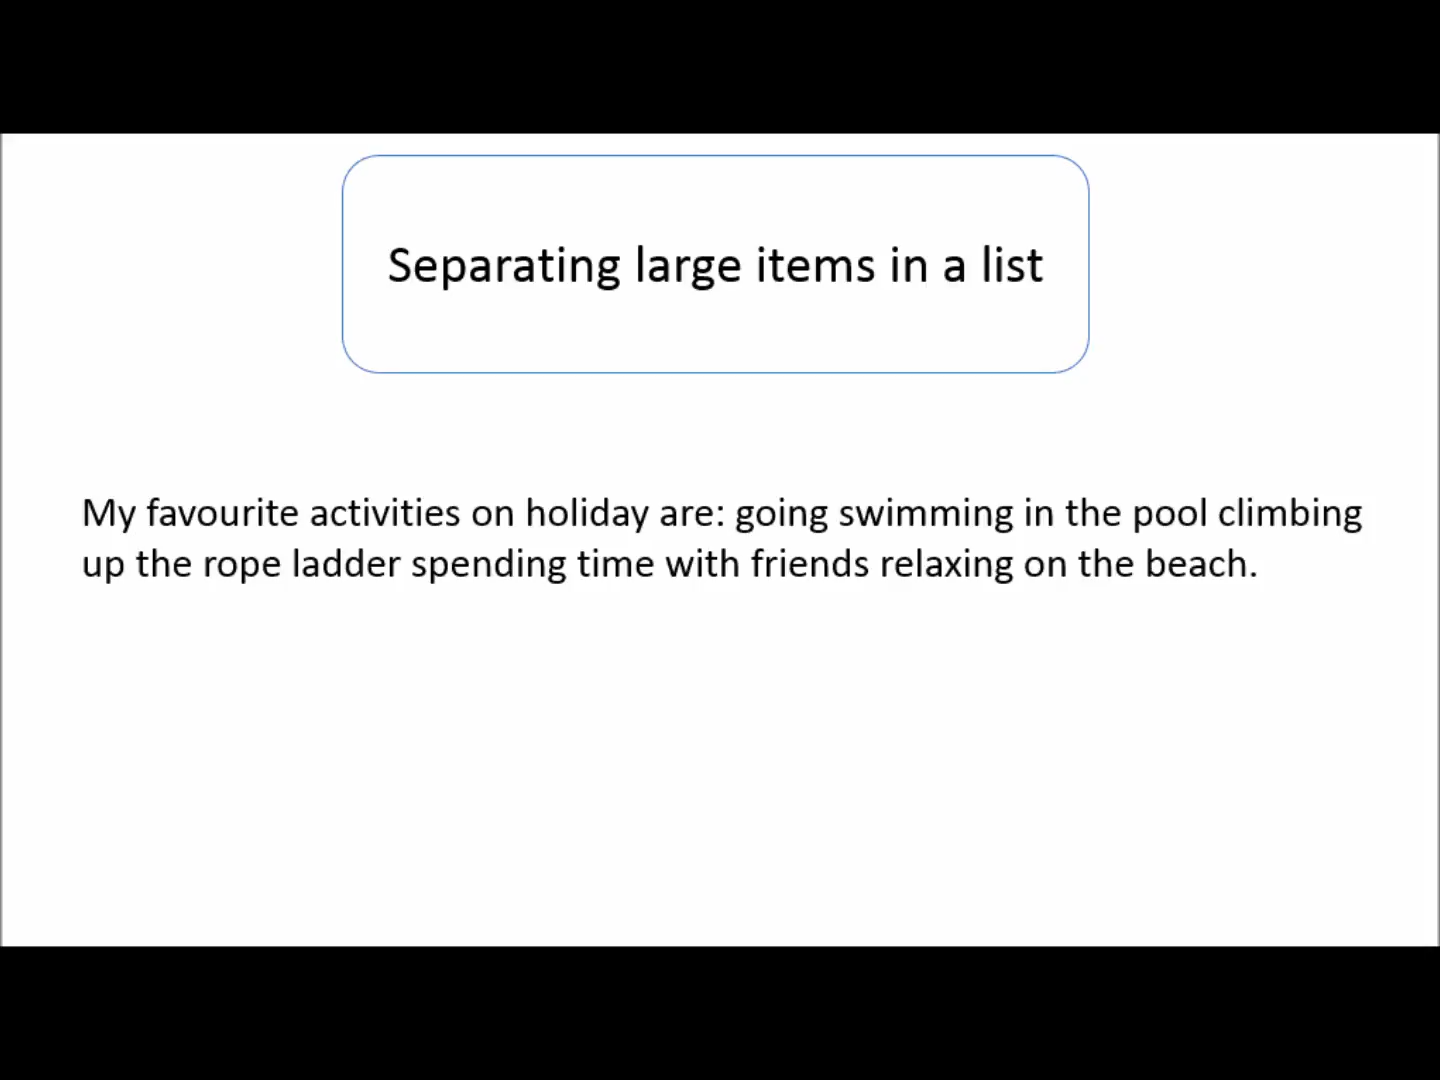 Separating large items in a list
My favourite activities on holiday are: going swimming in the pool climbing
up the rope ladder spending time with friends relaxing on the beach.